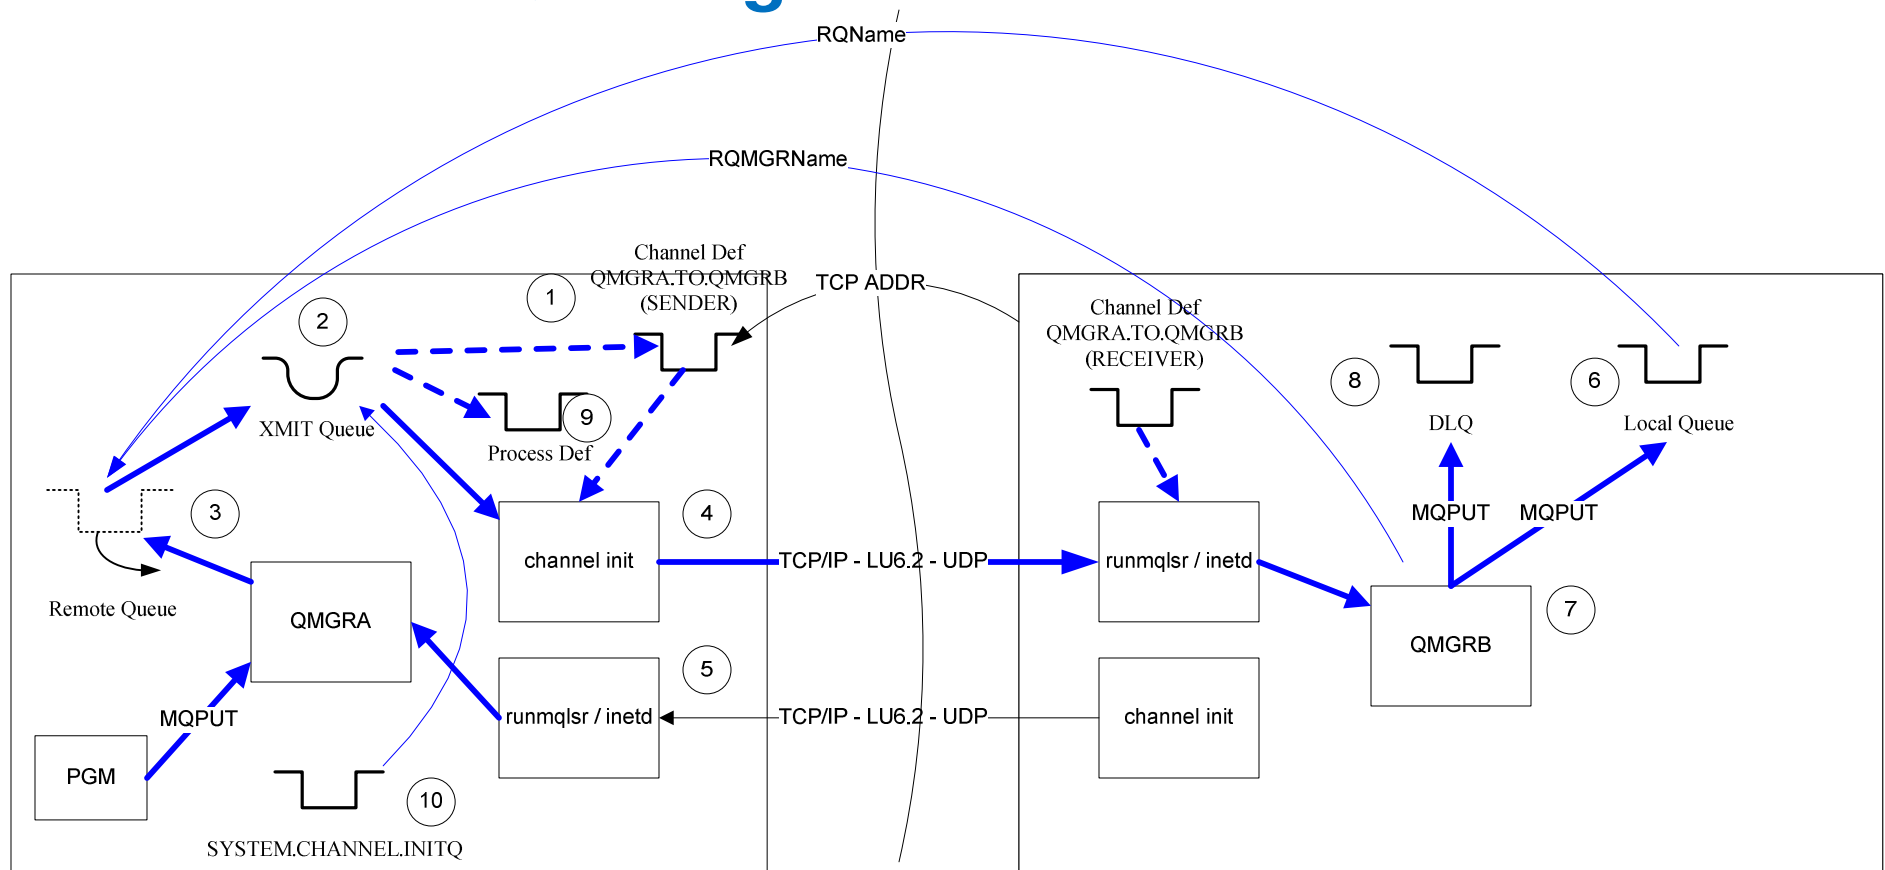 g
RQName
RQMGRName
Channel Def
QMGRA.TO.QMGRB
(SENDER)
TCP ADDR
1
2
Channel Def
QMGRA.TO.QMGRB
(RECEIVER)
8
6
XMIT Queue
9
Process Def
DLQ
Local Queue
3
4
MQPUT
MQPUT
channel init
TCP/IP - LU6.2 - UDP
runmqlsr / inetd
Remote Queue
QMGRA
7
QMGRB
5
MQPUT
runmqlsr / inetd
TCP/IP - LU6.2 - UDP
channel init
PGM
10
SYSTEM.CHANNEL.INITQ